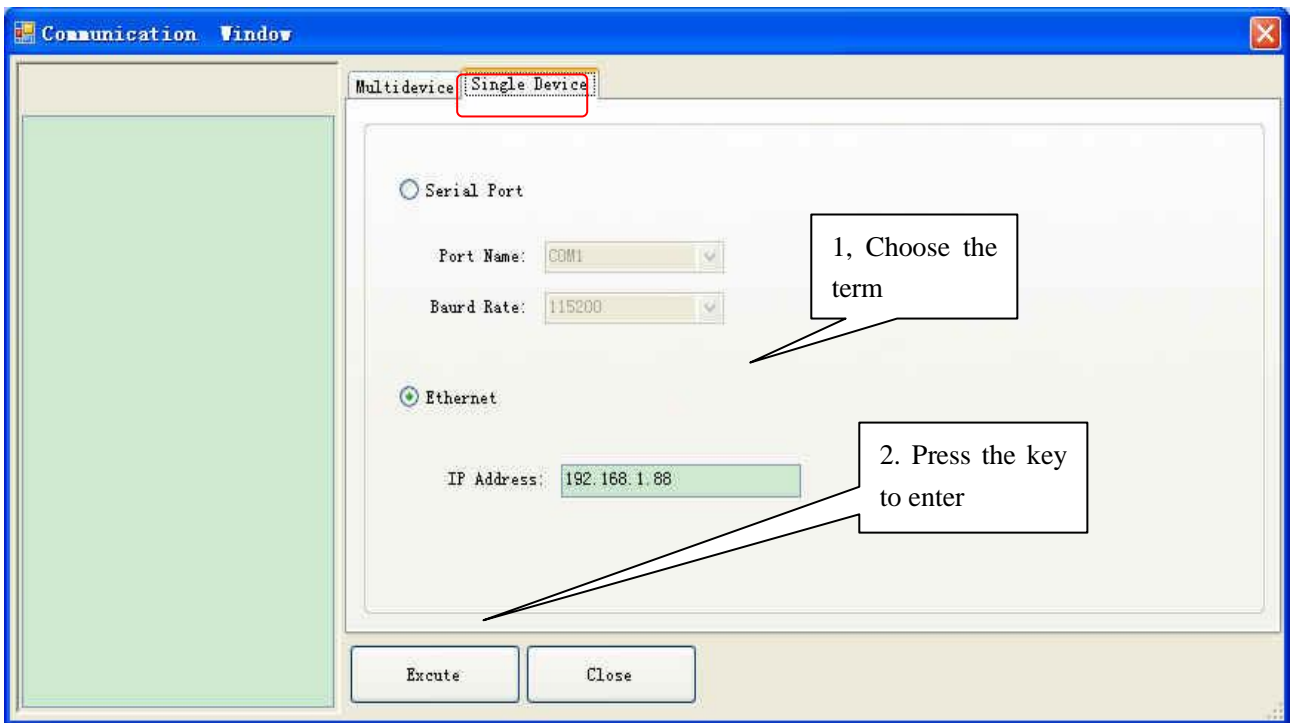 Communication Window
Multidevice Single Device
Serial Port
Port Name: COM1
Baurd Rate: 115200
1, Choose the
term
Ethernet
2. Press the key
to enter
IP Address: 192.168.1.88
Excute Close